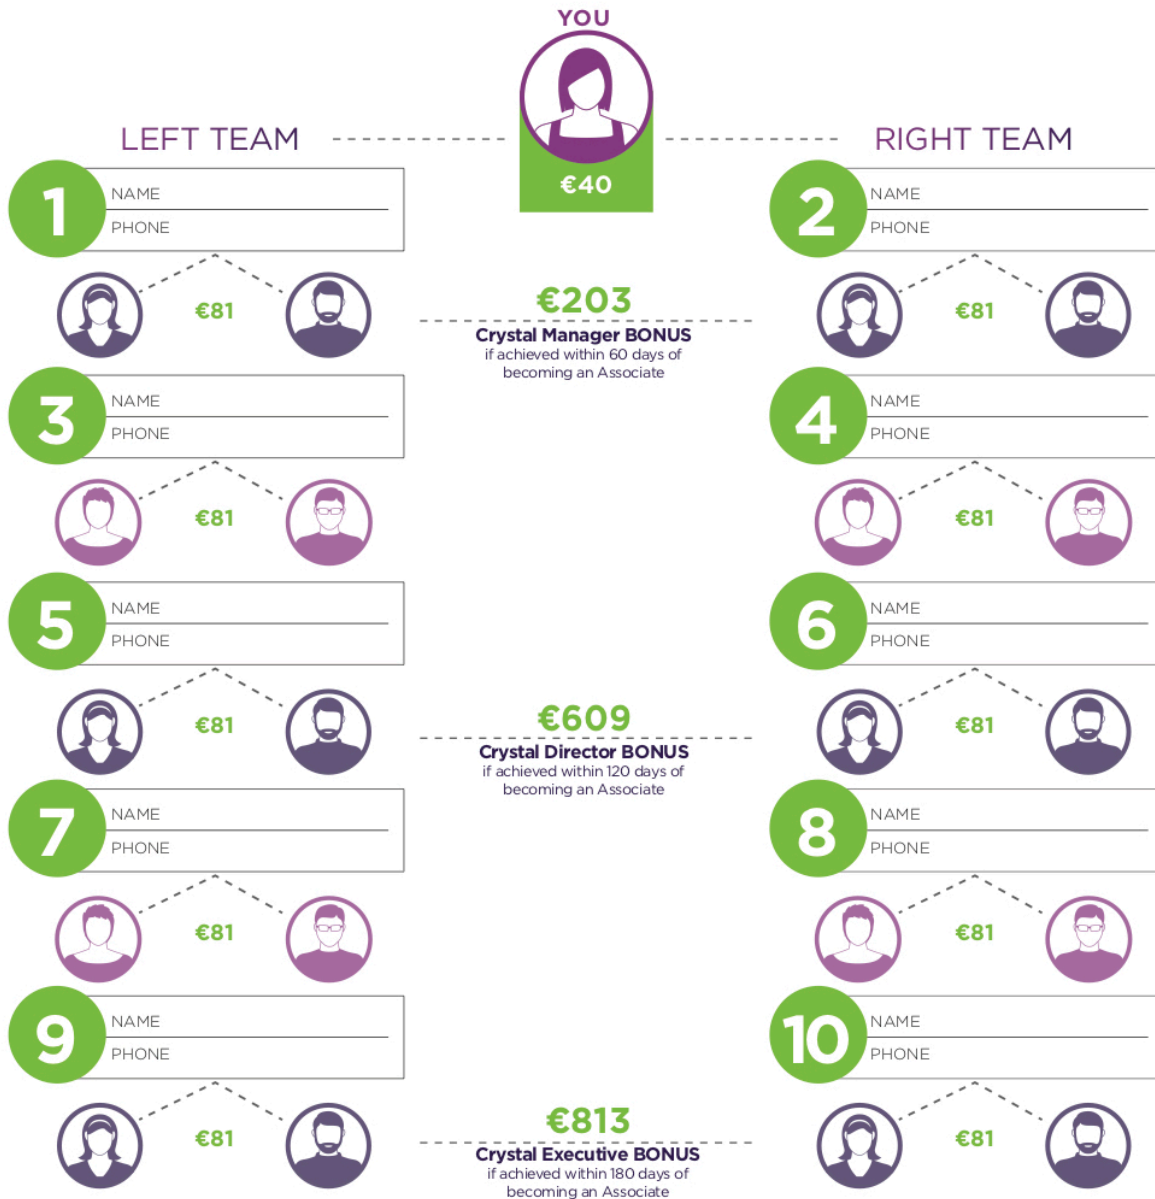 YOU
LEFT TEAM
RIGHT TEAM
€40
1
NAME
PHONE
2
NAME
PHONE
€81
€203
Crystal Manager BONUS
if achieved within 60 days of
becoming an Associate
€81
3
NAME
PHONE
4
NAME
PHONE
€81
€81
5
NAME
PHONE
6
NAME
PHONE
€81
€609
Crystal Director BONUS
if achieved within 120 days of
becoming an Associate
€81
7
NAME
PHONE
8
NAME
PHONE
€81
€81
9
NAME
PHONE
10
NAME
PHONE
€81
€813
Crystal Executive BONUS
if achieved within 180 days of
becoming an Associate
€81